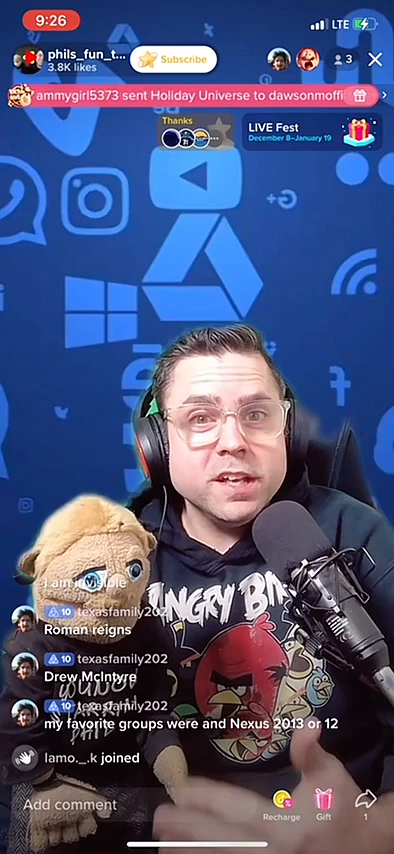 9:26
LTE
phils_fun_t...
3.8K likes
Subscribe
3
ammygirl5373 sent Holiday Universe to dawsonmoffi
Thanks
LIVE Fest
December 8–January 19
G+
f
ANGRY BI
I am invisible
10 texasfamily202
Roman reigns
10 texasfamily202
Drew McIntyre
10 texasfamily202
my favorite groups were and Nexus 2013 or 12
lamo._.k joined
Add comment
Recharge
Gift
1